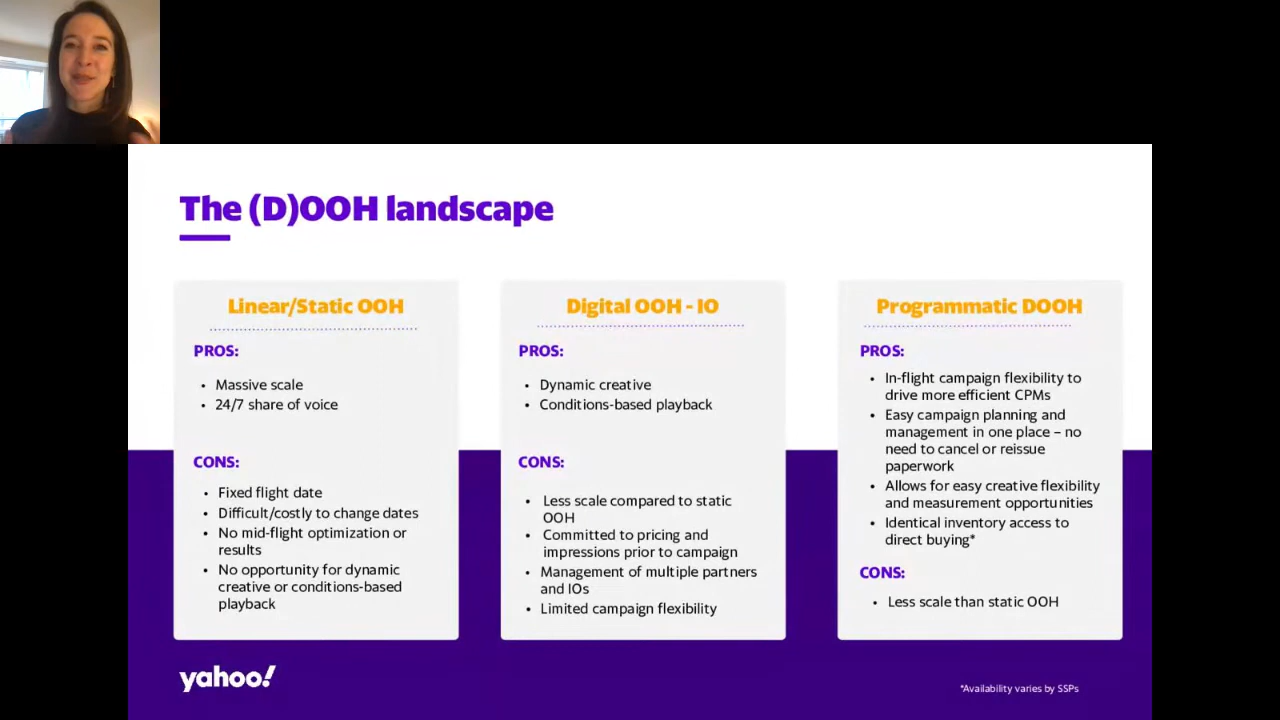 The (D)OOH landscape
Linear/Static OOH
PROS:
• Massive scale
• 24/7 share of voice
CONS:
• Fixed flight date
• Difficult/costly to change dates
• No mid-flight optimization or
results
• No opportunity for dynamic
creative or conditions-based
playback
Digital OOH - IO
PROS:
• Dynamic creative
• Conditions-based playback
CONS:
• Less scale compared to static
OOH
• Committed to pricing and
impressions prior to campaign
• Management of multiple partners
and IOs
• Limited campaign flexibility
Programmatic DOOH
PROS:
• In-flight campaign flexibility to
drive more efficient CPMs
• Easy campaign planning and
management in one place – no
need to cancel or reissue
paperwork
• Allows for easy creative flexibility
and measurement opportunities
• Identical inventory access to
direct buying*
CONS:
• Less scale than static OOH
yahoo!
*Availability varies by SSPs